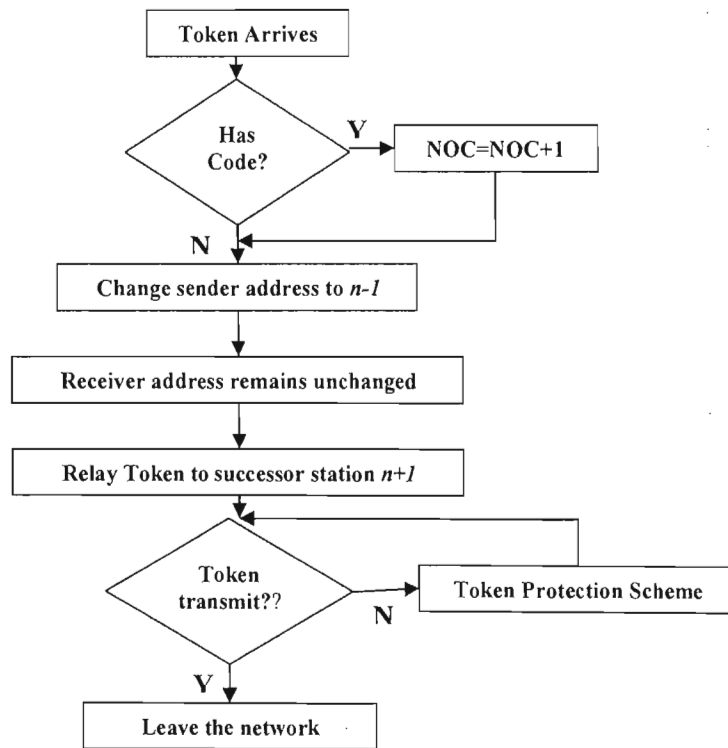 Token Arrives
Has
Code?
Y
NOC=NOC+1
N
Change sender address to n-1
Receiver address remains unchanged
Relay Token to successor station n+1
Token
transmit??
N
Token Protection Scheme
Y
Leave the network